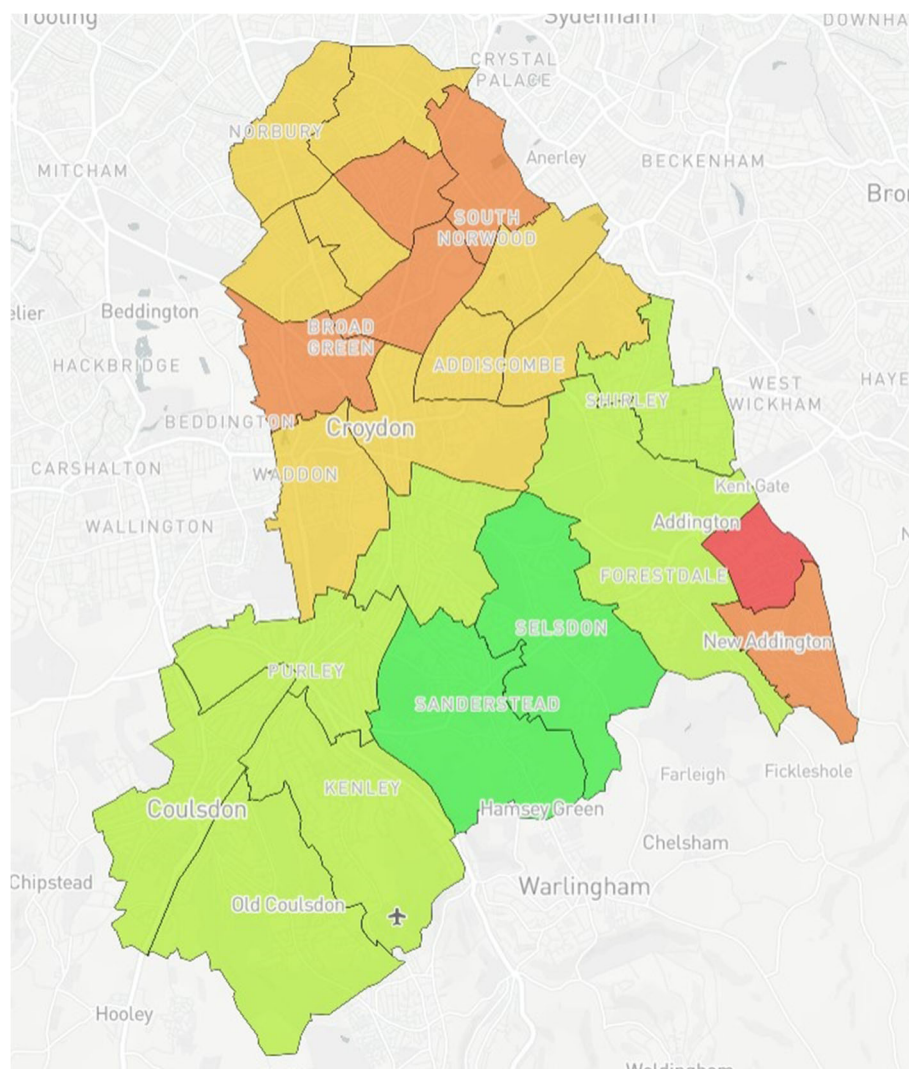 Tooling
Sydenham
DOWNHA
CRYSTAL
PALACE
NORBURY
Anerley
BECKENHAM
MITCHAM
Bror
SOUTH
NORWOOD
elier
Beddington
BROAD
GREEN
HACKBRIDGE
ADDISCOMBE
WEST
WICKHAM
HAYE
SHIRLEY
BEDDINGTON
Croydon
CARSHALTON
WADDON
Kent Gate
WALLINGTON
Addington
FORESTDALE
SELSDON
New Addington
PURLEY
SANDERSTEAD
Farleigh
Fickleshole
KENLEY
Coulsdon
Hamsey Green
Chelsham
Chipstead
Warlingham
Old Coulsdon
Hooley